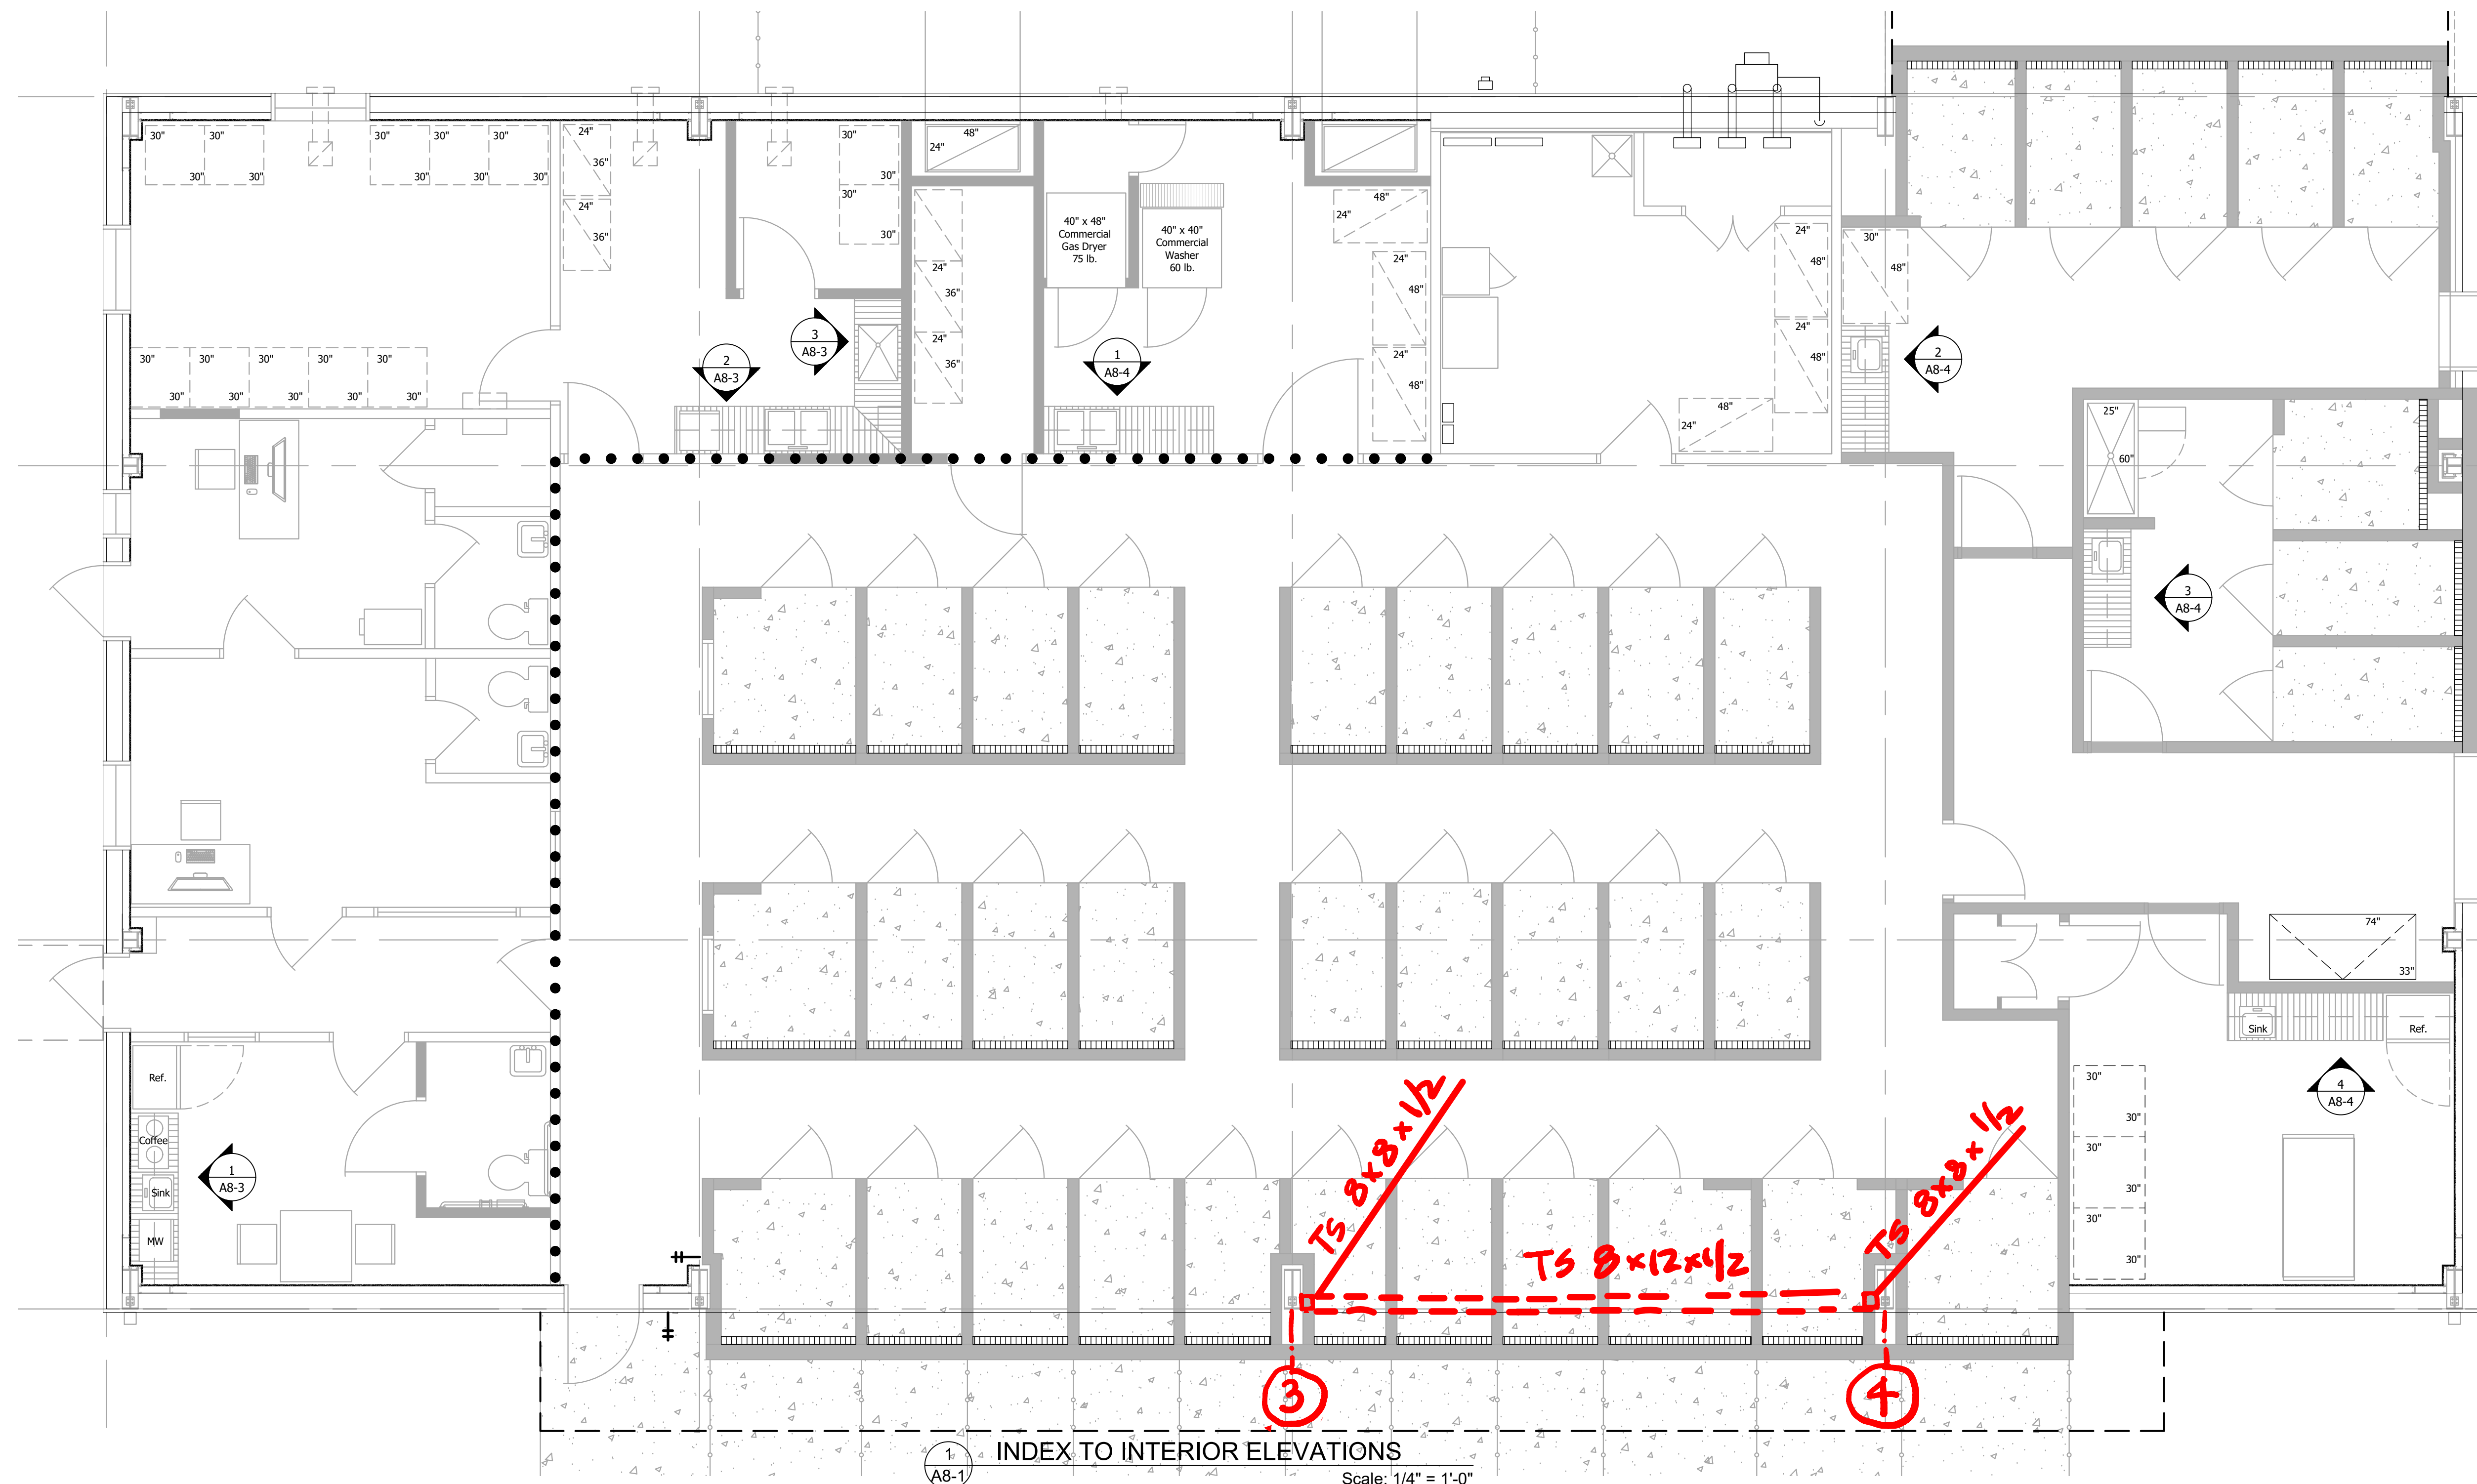 30"
30"
30"
30"
30"
30"
30"
30"
30"
30"
24"
36"
24"
36"
30"
30"
30"
30"
24"
48"
40" x 48"
Commercial
Gas Dryer
75 lb.
40" x 40"
Commercial
Washer
60 lb.
24"
36"
24"
36"
48"
24"
24"
48"
24"
48"
24"
48"
24"
48"
48"
24"
30"
48"
30"
30"
30"
30"
30"
30"
30"
30"
30"
30"
2
A8-3
3
A8-3
1
A8-4
2
A8-4
25"
60"
3
A8-4
74"
33"
Sink
Ref.
4
A8-4
30"
30"
30"
30"
30"
30"
Ref.
Coffee
Sink
MW
1
A8-3
TS 8x8x1/2
TS 8x8x1/2
TS 8x12x1/2
3
4
1
A8-1
INDEX TO INTERIOR ELEVATIONS
Scale: 1/4" = 1'-0"